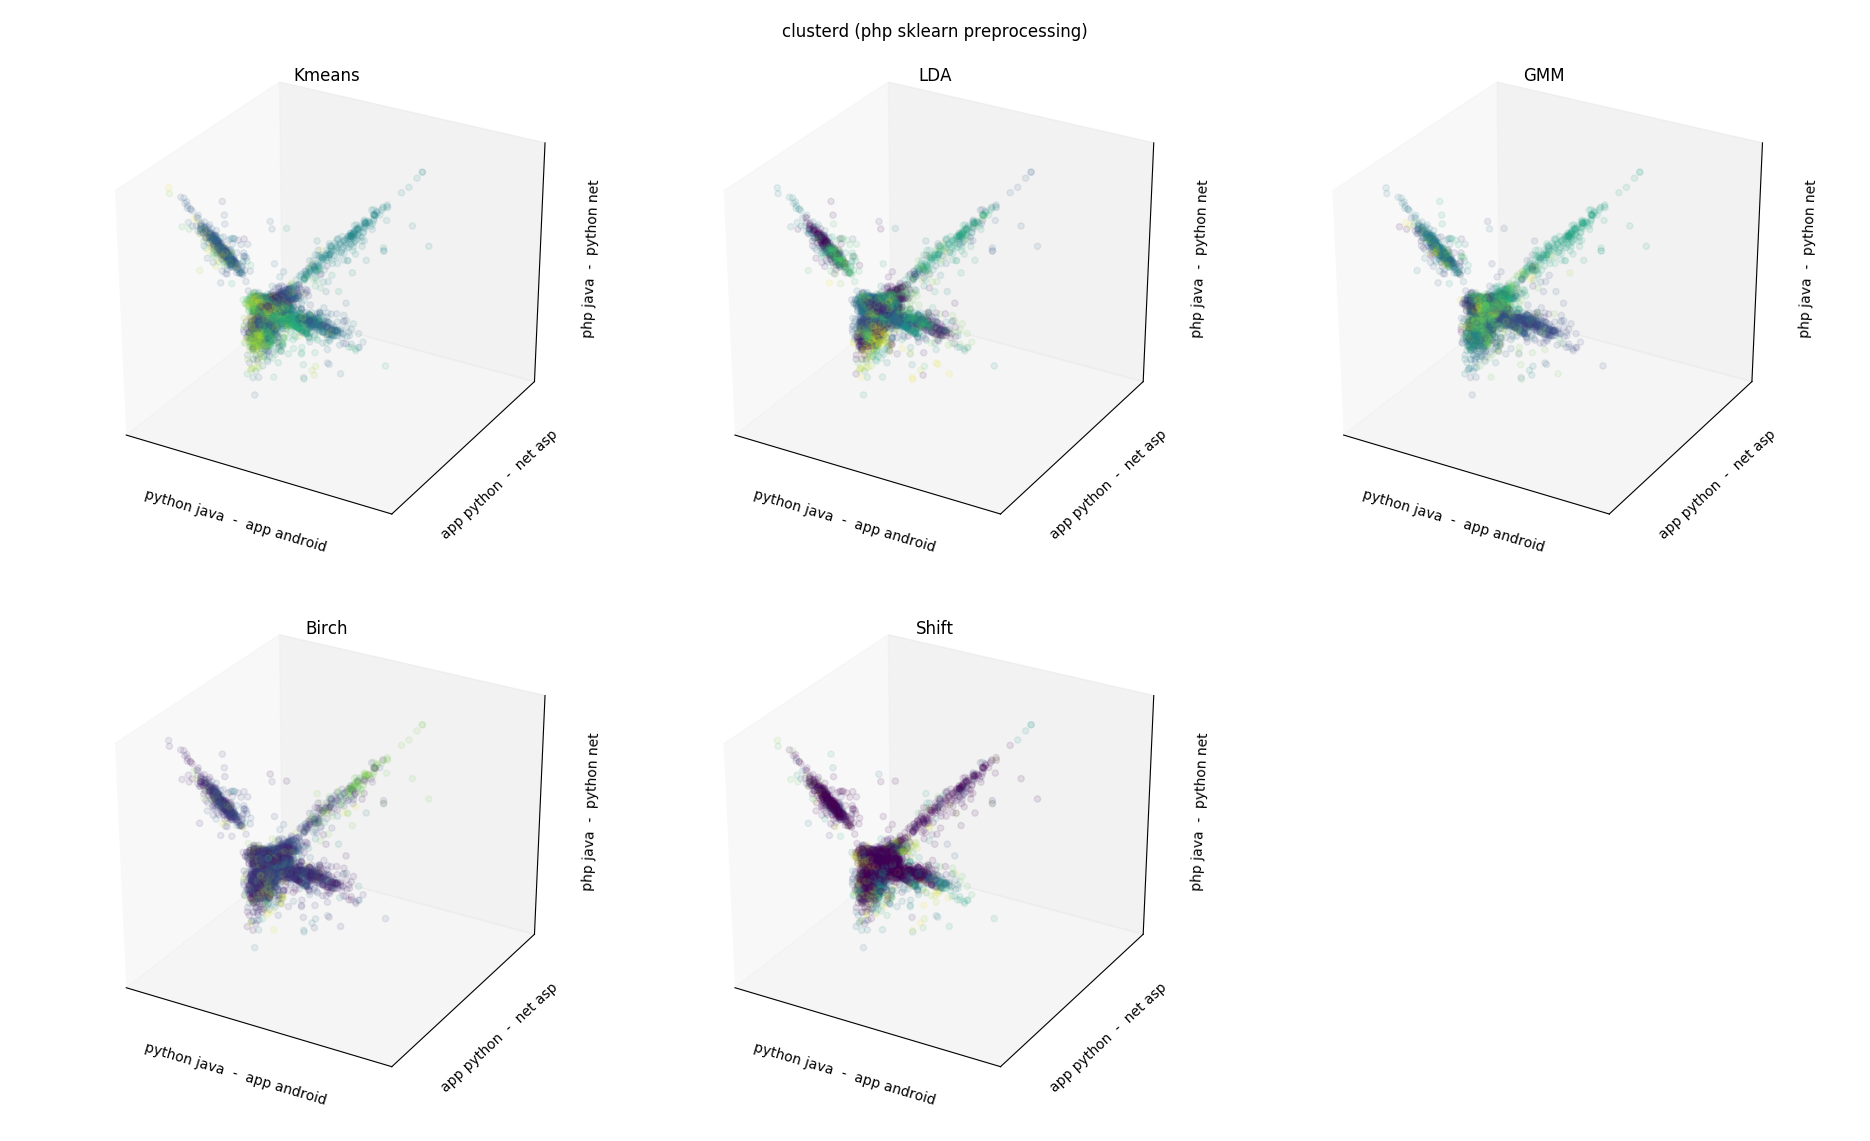 clusterd (php sklearn preprocessing)
Kmeans
php java - python net
app python - net asp
python java - app android
LDA
php java - python net
app python - net asp
python java - app android
GMM
php java - python net
app python - net asp
python java - app android
Birch
php java - python net
app python - net asp
python java - app android
Shift
php java - python net
app python - net asp
python java - app android